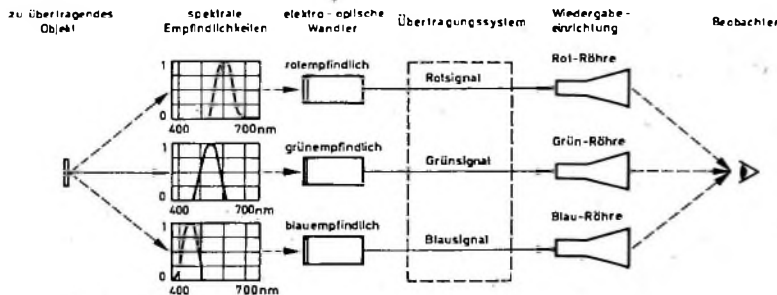 zu übertragendes
Objekt
spektrale
Empfindlichkeiten
elektro-optische
Wandler
Übertragungssystem
Wiedergabe-
einrichtung
Beobachter
1
0
400
700nm
rotempfindlich
Rotsignal
Rot-Röhre
1
0
400
700nm
grünempfindlich
Grünsignal
Grün-Röhre
1
0
400
700nm
blauempfindlich
Blausignal
Blau-Röhre